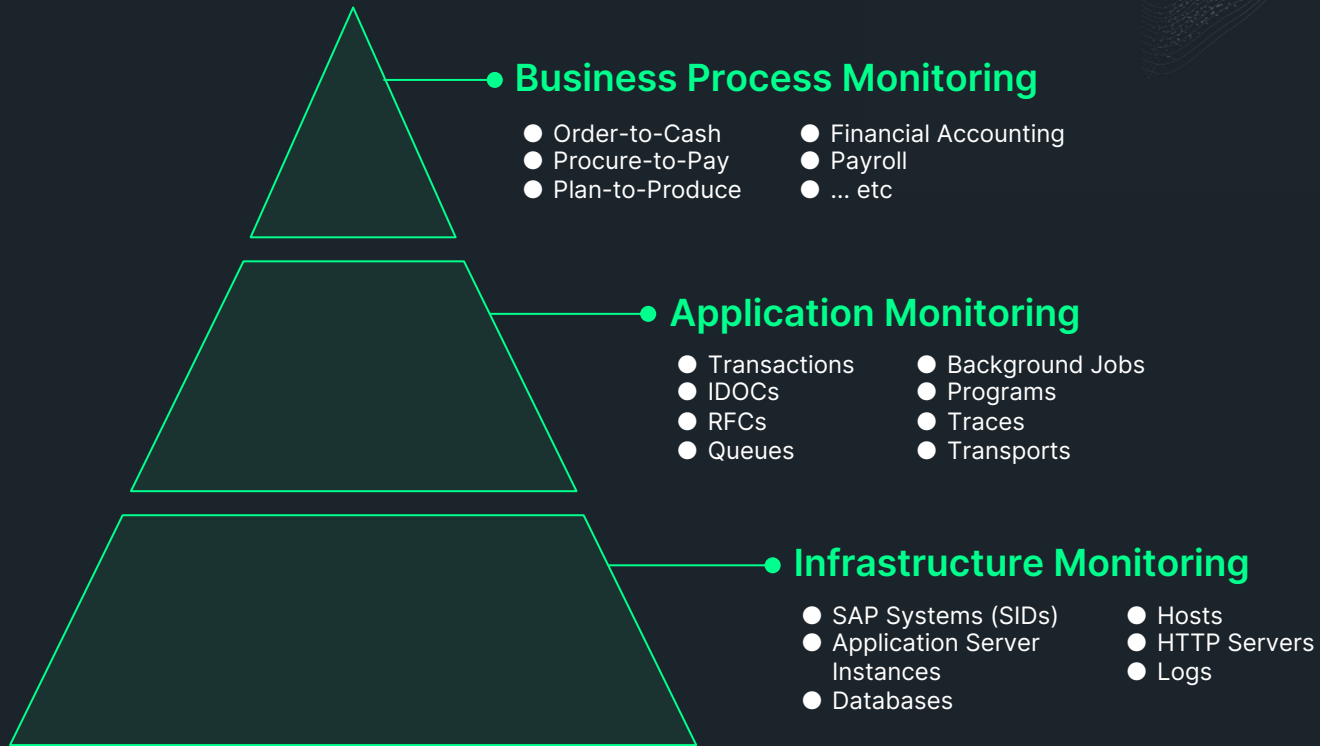 Business Process Monitoring
Order-to-Cash
Procure-to-Pay
Plan-to-Produce
Financial Accounting
Payroll
... etc
Application Monitoring
Transactions
IDOCs
RFCs
Queues
Background Jobs
Programs
Traces
Transports
Infrastructure Monitoring
SAP Systems (SIDs)
Application Server
Instances
Databases
Hosts
HTTP Servers
Logs